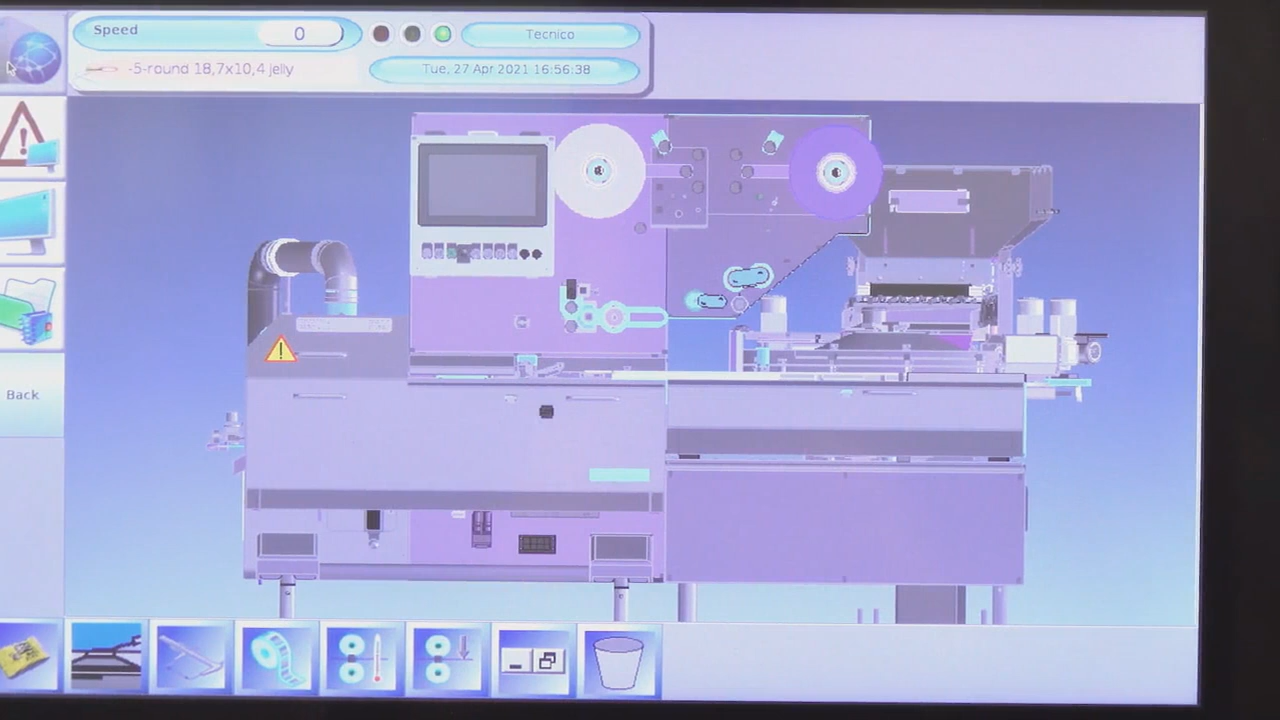 Speed
0
Tecnico
-5-round 18,7x10,4 jelly
Tue, 27 Apr 2021 16:56:38
Back